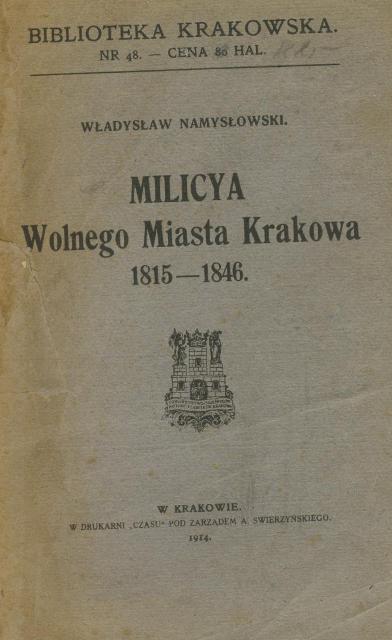 BIBLIOTEKA KRAKOWSKA.
NR 48. — CENA 80 HAL.
WŁADYSŁAW NAMYSŁOWSKI.
MILICYA
Wolnego Miasta Krakowa
1815—1846.
W KRAKOWIE.
W DRUKARNI „CZASU“ POD ZARZĄDEM A. ŚWIERZYŃSKIEGO.
1914.